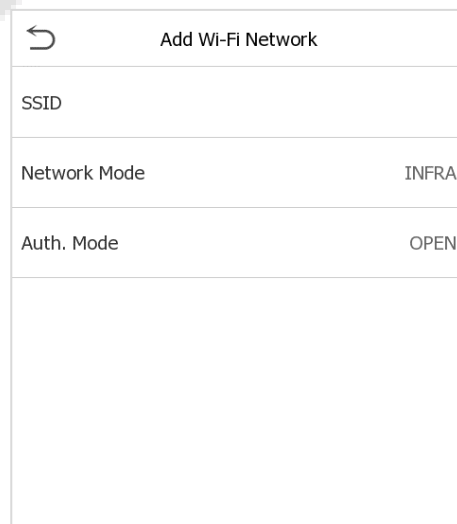 Add Wi-Fi Network
SSID
Network Mode INFRA
Auth. Mode OPEN